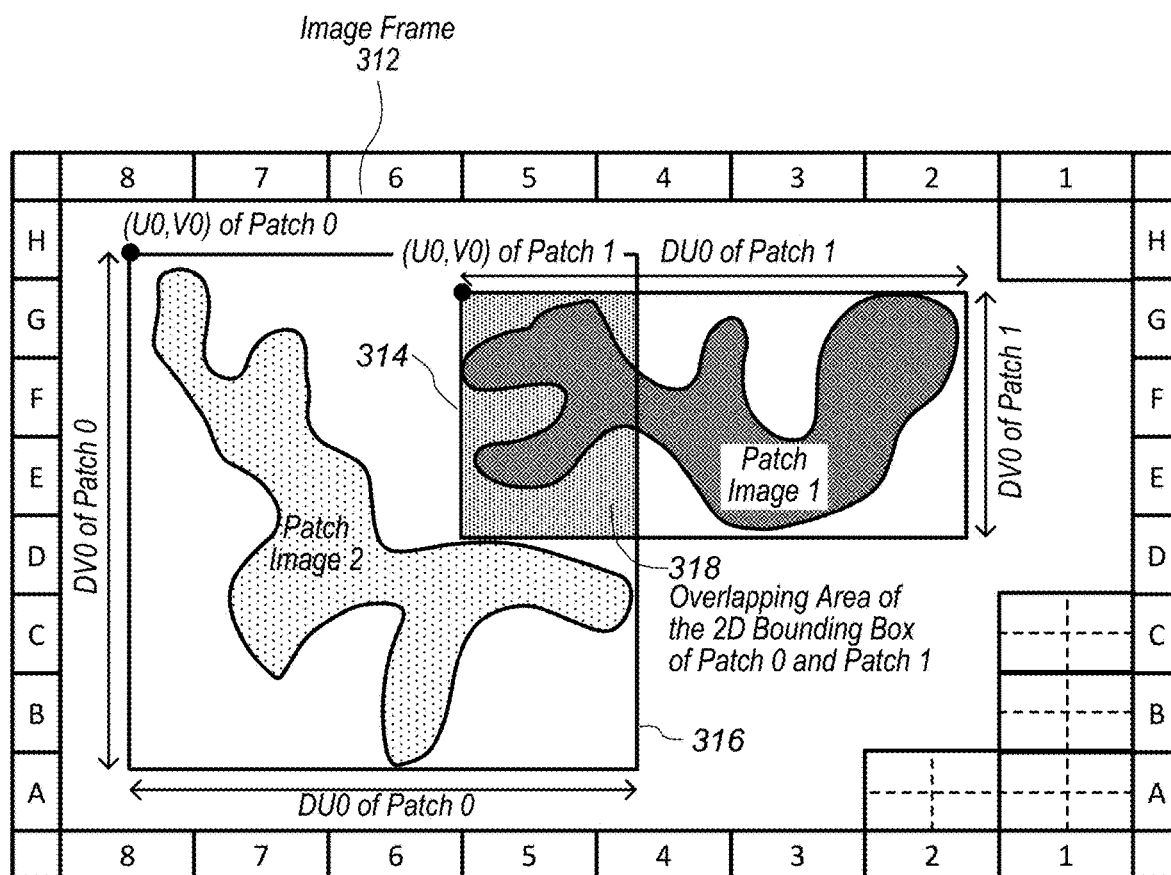 Image Frame
312
8 7 6 5 4 3 2 1
(U0,V0) of Patch 0
H H
(U0,V0) of Patch 1 DU0 of Patch 1
G G
314
F F
DV0 of Patch 0
DV0 of Patch 1
Patch
Image 1
E E
Patch
Image 2
D D
318
Overlapping Area of
the 2D Bounding Box
of Patch 0 and Patch 1
C C
B B
316
A A
DU0 of Patch 0
8 7 6 5 4 3 2 1